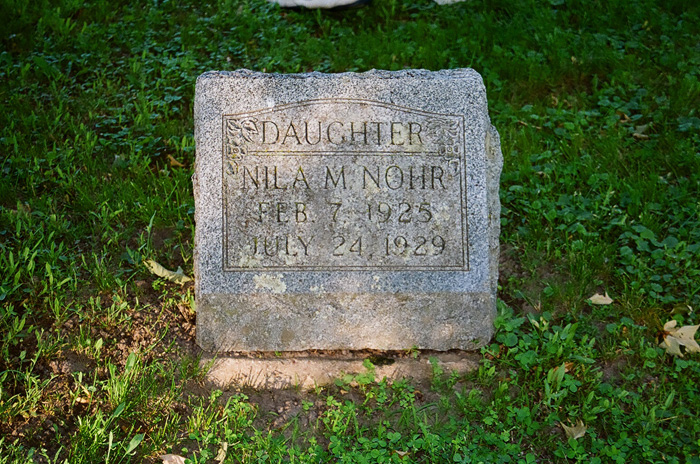 DAUGHTER
NILA M. NOHR
FEB. 7, 1925
JULY 24, 1929